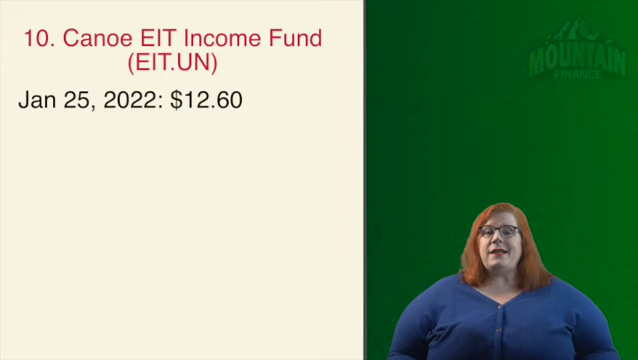 10. Canoe EIT Income Fund
(EIT.UN)
Jan 25, 2022: $12.60
MOUNTAIN
FINANCE